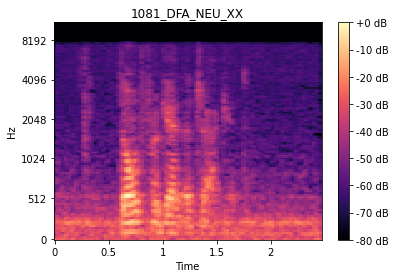 1081_DFA_NEU_XX
+0 dB
8192
-10 dB
4096
-20 dB
-30 dB
2048
Hz
-40 dB
1024
-50 dB
512
-60 dB
-70 dB
0
-80 dB
0 0.5 1 1.5 2
Time